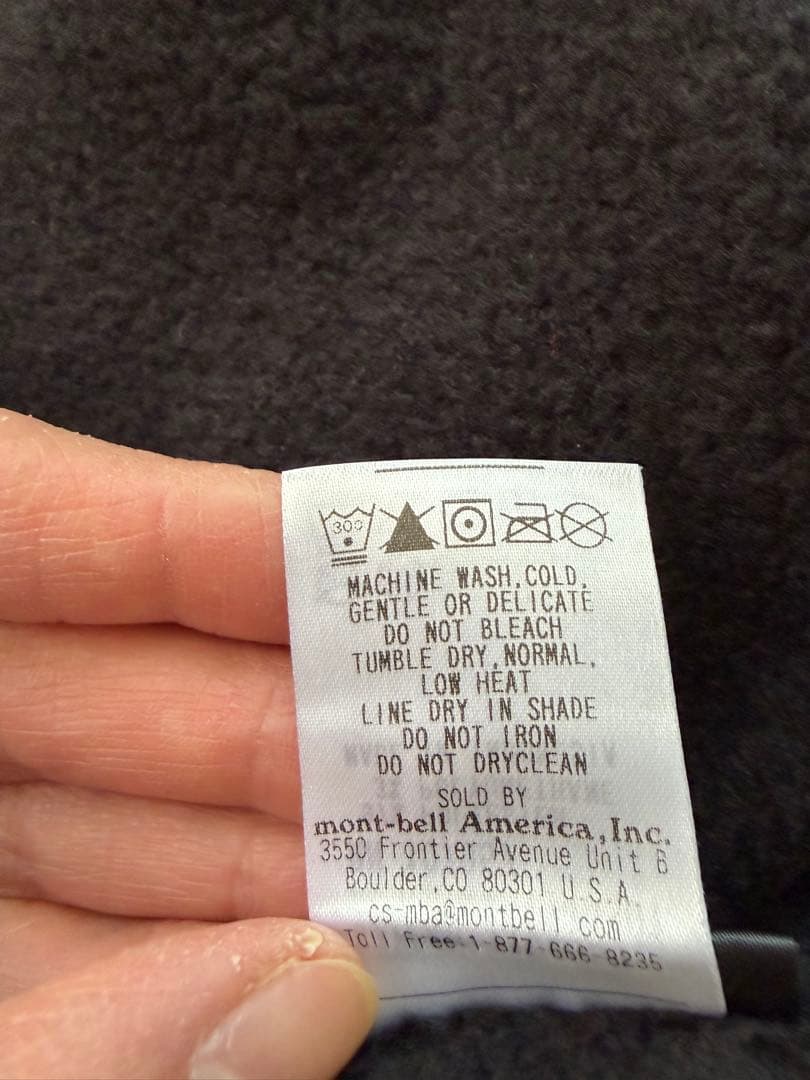 30c
MACHINE WASH,COLD,
GENTLE OR DELICATE
DO NOT BLEACH
TUMBLE DRY,NORMAL,
LOW HEAT
LINE DRY IN SHADE
DO NOT IRON
DO NOT DRYCLEAN
SOLD BY
mont-bell America,Inc.
3550 Frontier Avenue Unit
Boulder,CO 80301 U.S.A.
cs-mba@montbell.com
Toll Free 1-877-666-8235